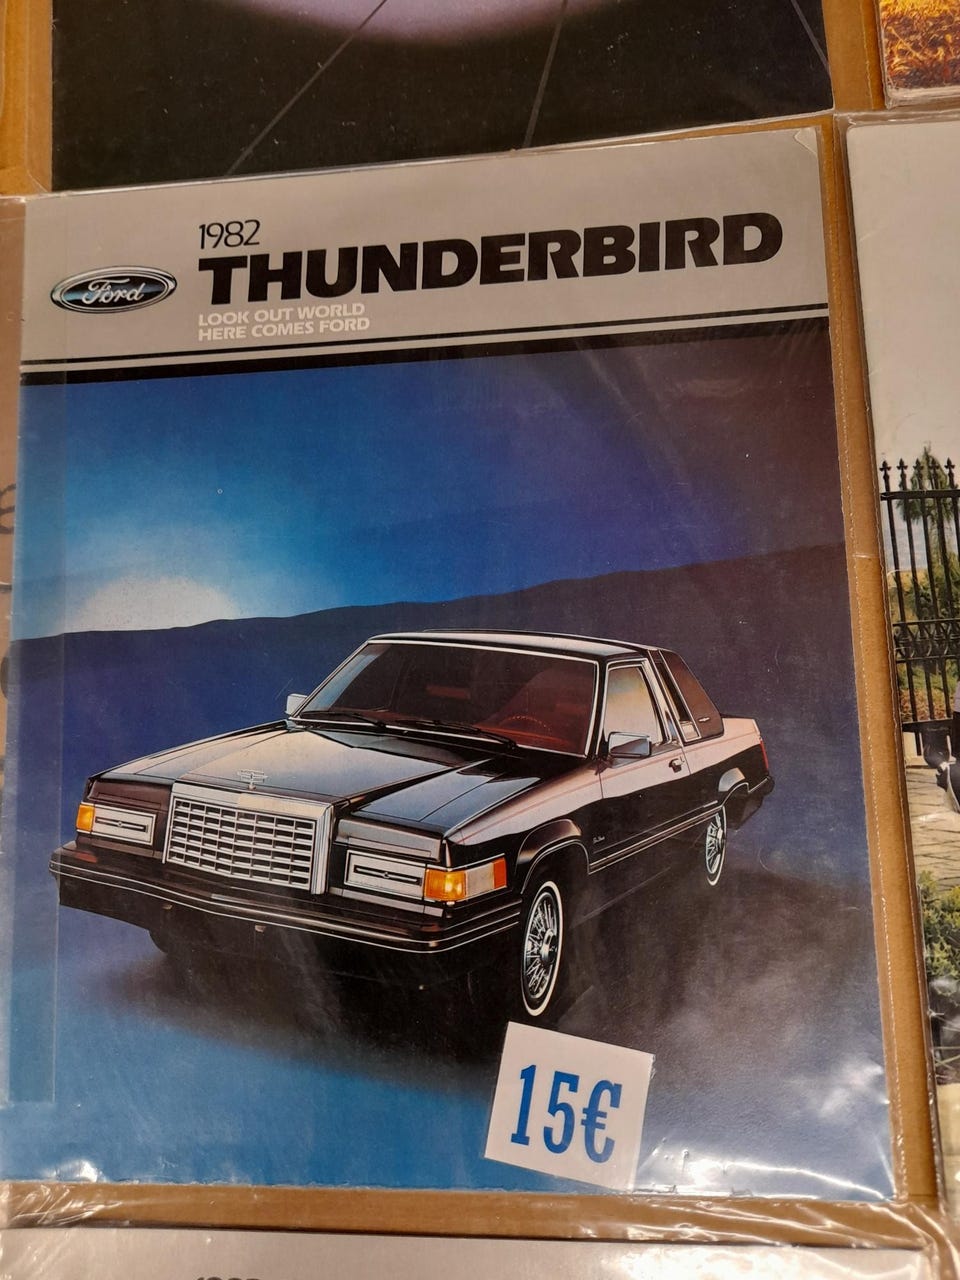 1982
THUNDERBIRD
Ford
LOOK OUT WORLD
HERE COMES FORD
15€